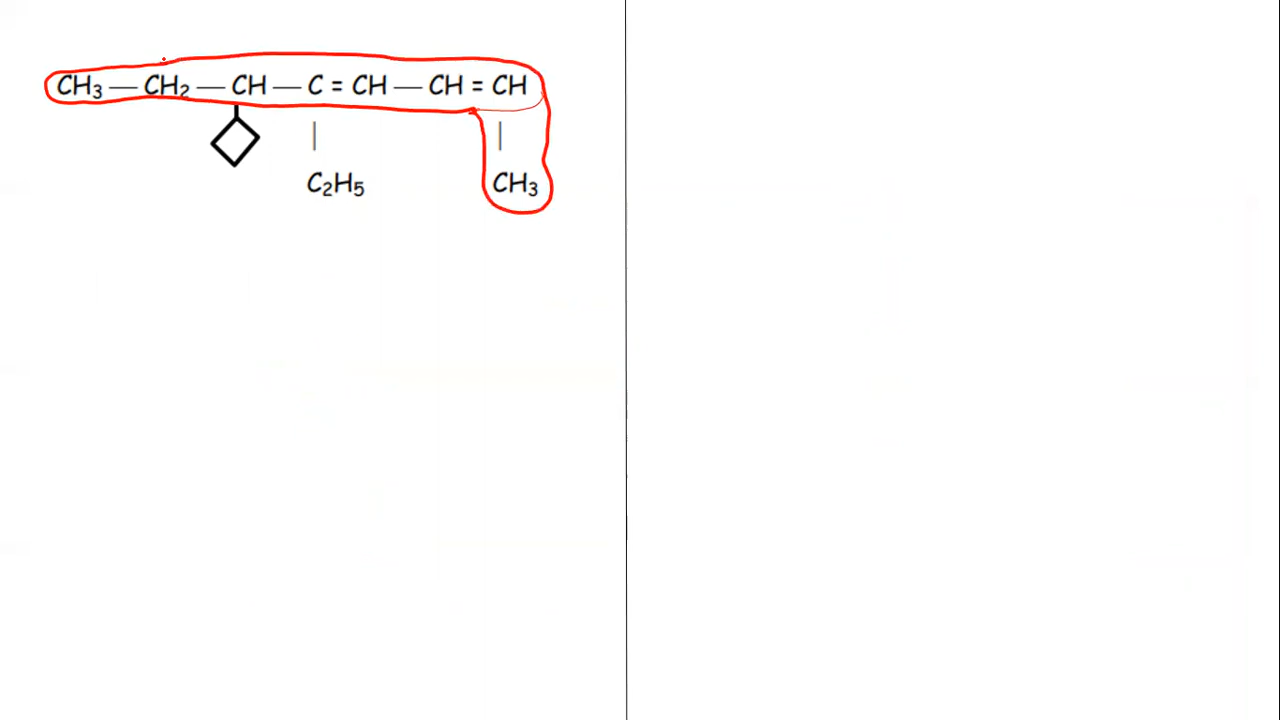 CH₃ — CH₂ — CH — C = CH — CH = CH
| |
C₂H₅ CH₃